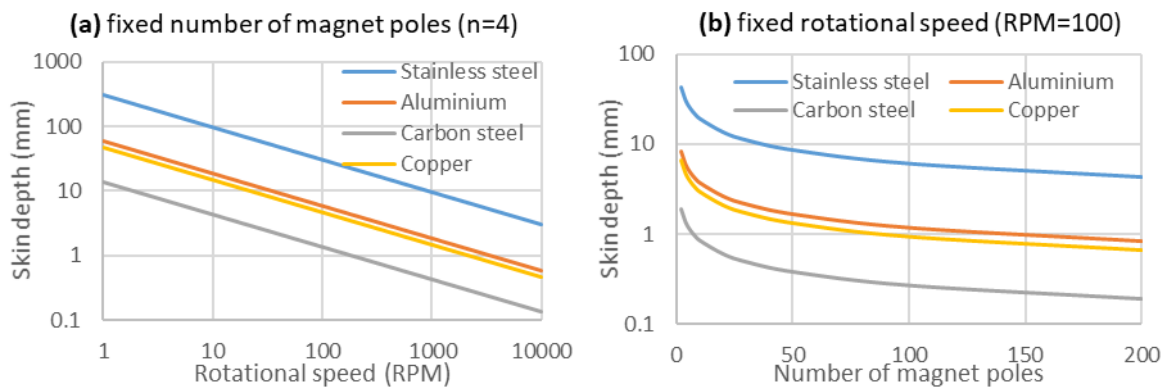 (a) fixed number of magnet poles (n=4)
1000
100
10
1
0.1
Skin depth (mm)
Stainless steel
Aluminium
Carbon steel
Copper
1 10 100 1000 10000
Rotational speed (RPM)
(b) fixed rotational speed (RPM=100)
100
10
1
0.1
Skin depth (mm)
Stainless steel Aluminium
Carbon steel Copper
0 50 100 150 200
Number of magnet poles